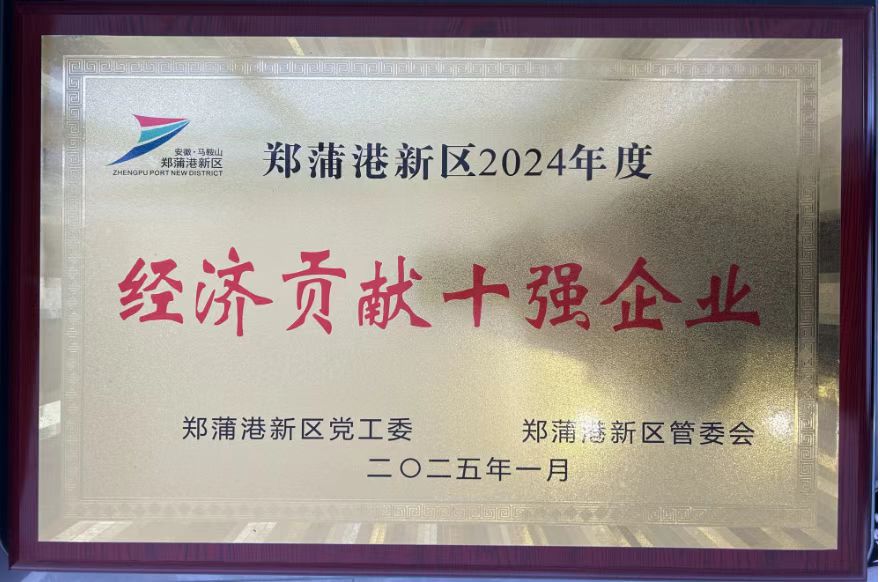 安徽·马鞍山
郑蒲港新区
ZHENGPU PORT NEW DISTRICT
郑蒲港新区2024年度
经济贡献十强企业
郑蒲港新区党工委 郑蒲港新区管委会
二〇二五年一月